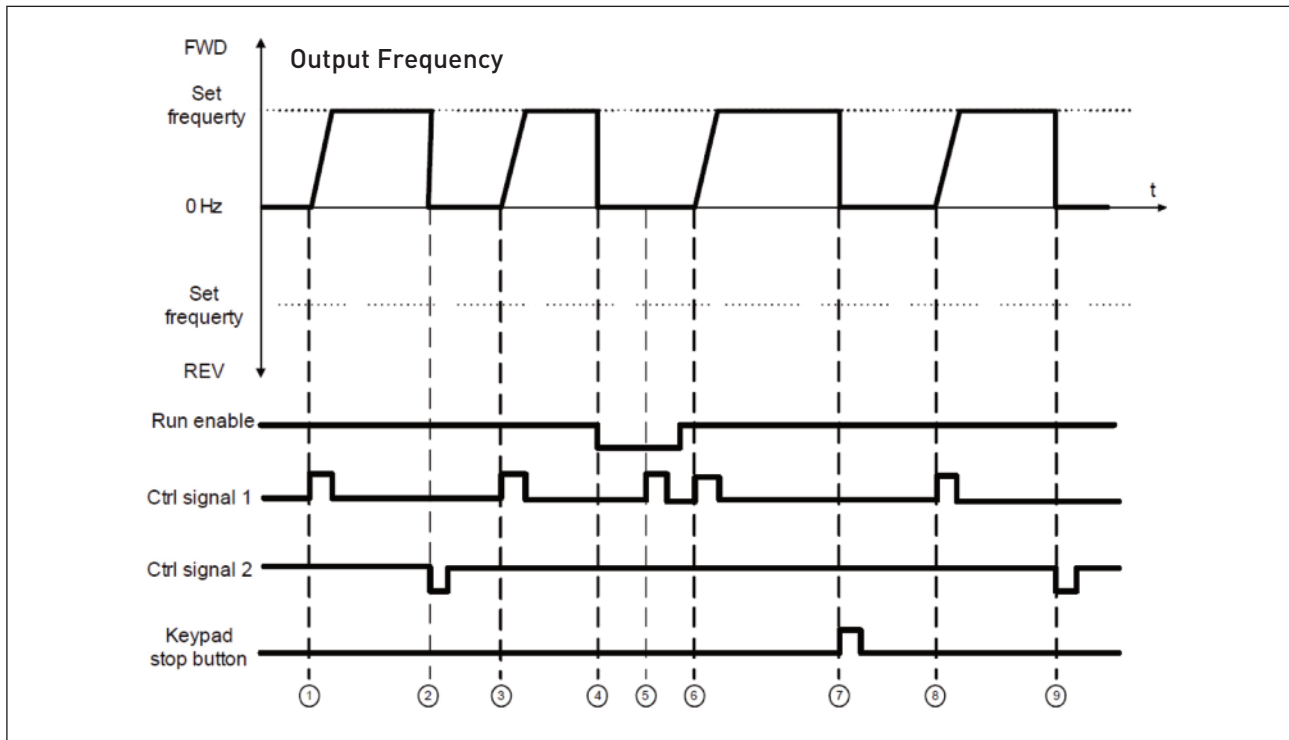 FWD
Output Frequency
Set
frequerty
0 Hz
t
Set
frequerty
REV
Run enable
Ctrl signal 1
Ctrl signal 2
Keypad
stop button
1 2 3 4 5 6 7 8 9